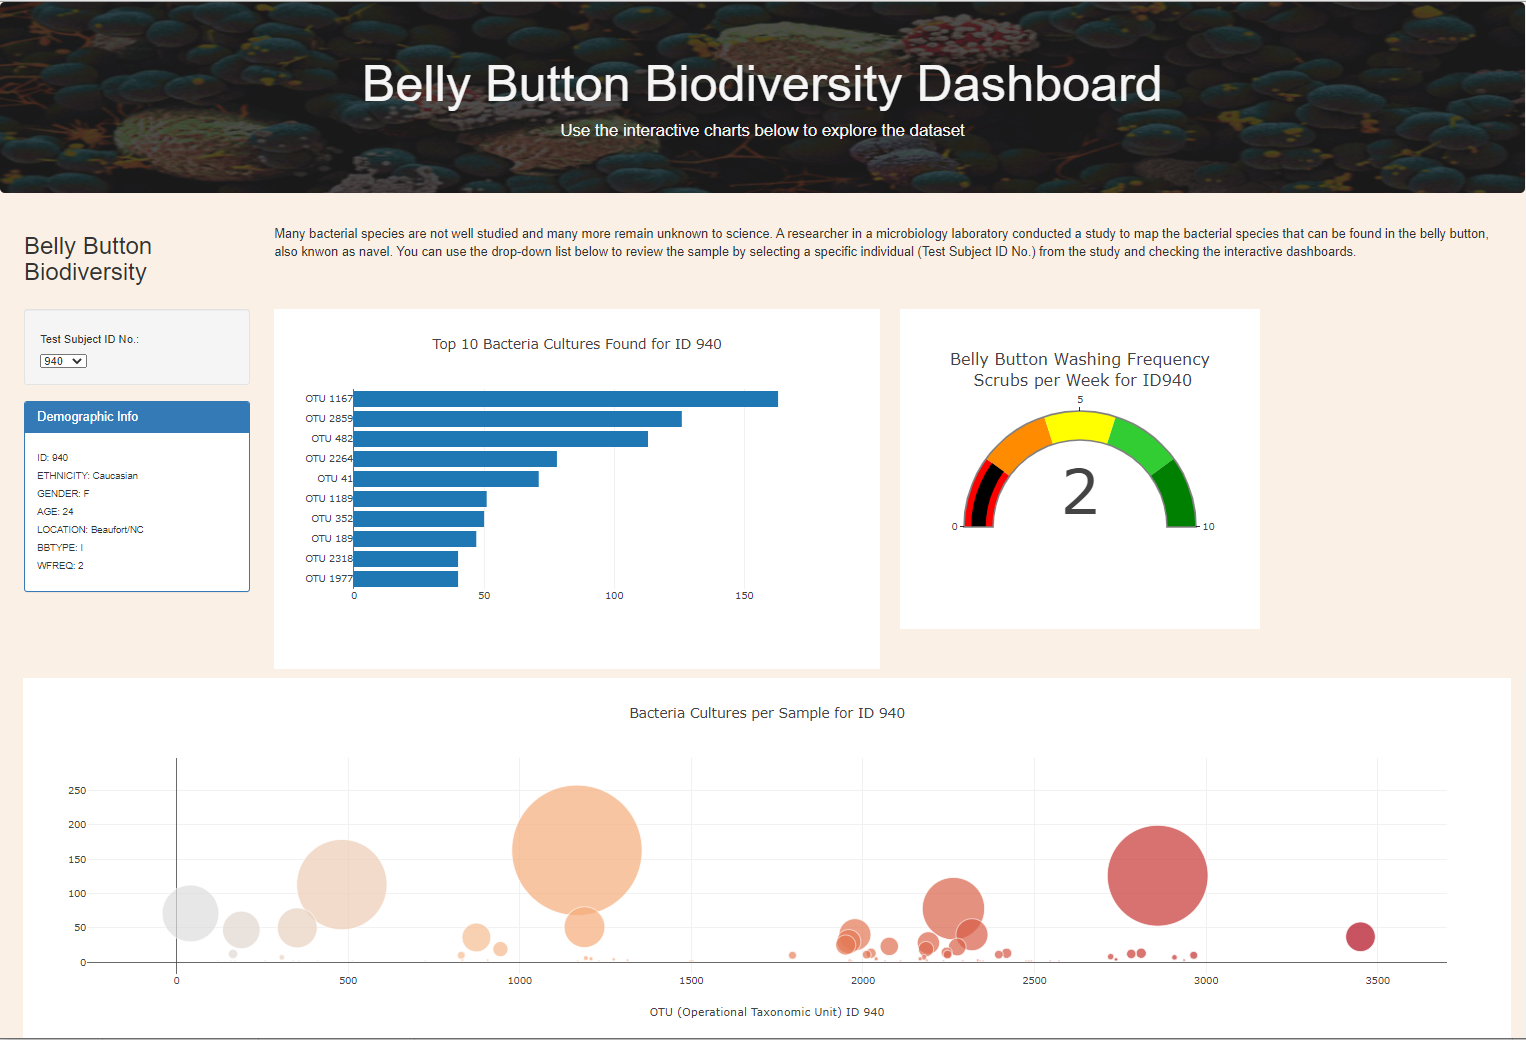 Belly Button Biodiversity Dashboard
Use the interactive charts below to explore the dataset
Belly Button
Biodiversity
Many bacterial species are not well studied and many more remain unknown to science. A researcher in a microbiology laboratory conducted a study to map the bacterial species that can be found in the belly button,
also knwon as navel. You can use the drop-down list below to review the sample by selecting a specific individual (Test Subject ID No.) from the study and checking the interactive dashboards.
Test Subject ID No.:
940
Demographic Info
ID: 940
ETHNICITY: Caucasian
GENDER: F
AGE: 24
LOCATION: Beaufort/NC
BBTYPE: I
WFREQ: 2
Top 10 Bacteria Cultures Found for ID 940
OTU 1167
OTU 2859
OTU 482
OTU 2264
OTU 41
OTU 1189
OTU 352
OTU 189
OTU 2318
OTU 1977
0 50 100 150
Belly Button Washing Frequency
Scrubs per Week for ID940
5
2
0 10
Bacteria Cultures per Sample for ID 940
250
200
150
100
50
0
0 500 1000 1500 2000 2500 3000 3500
OTU (Operational Taxonomic Unit) ID 940